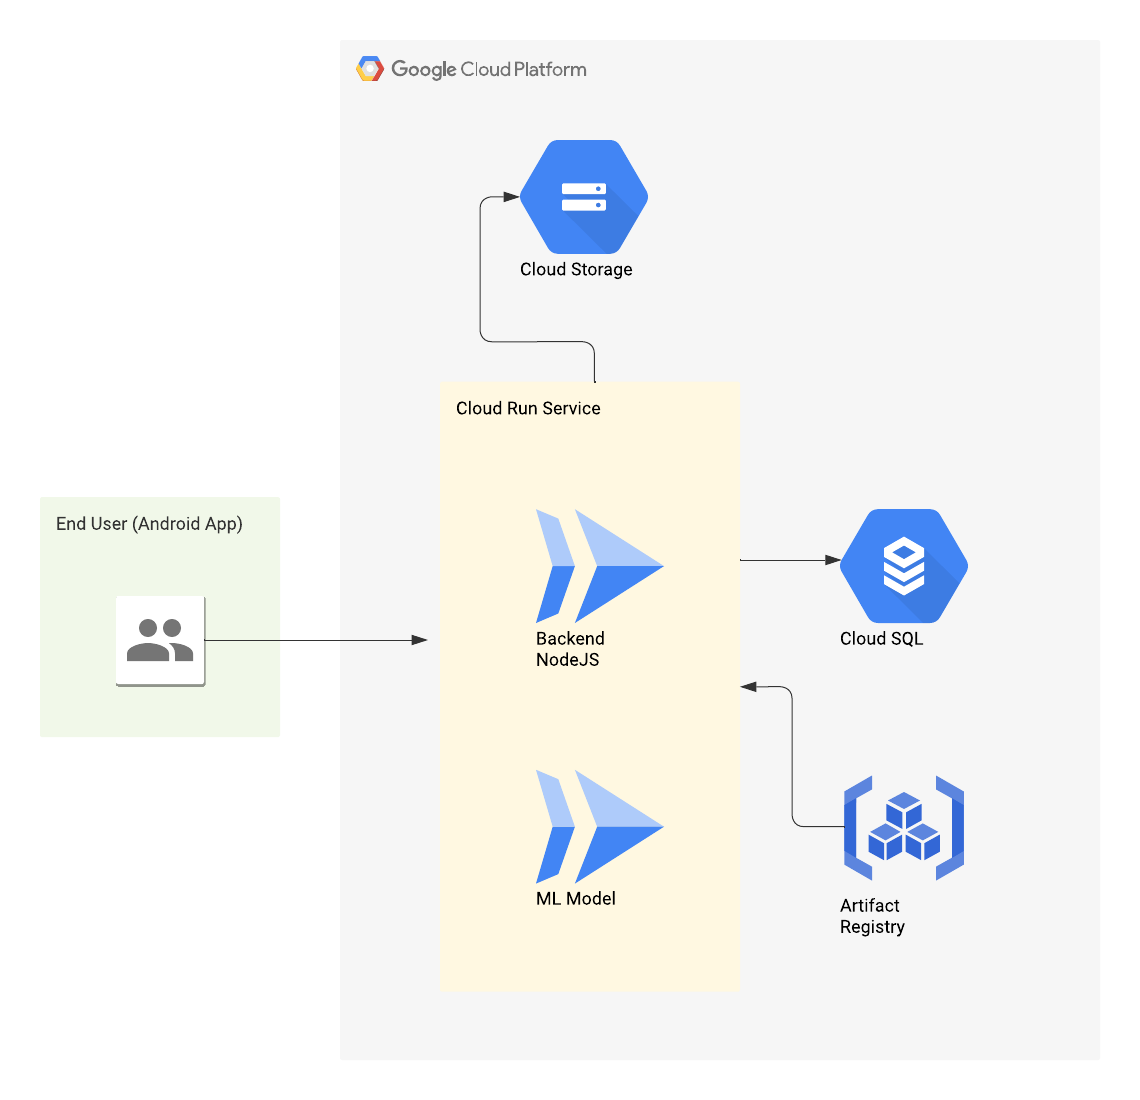 Google Cloud Platform
Cloud Storage
Cloud Run Service
End User (Android App)
Backend
NodeJS
Cloud SQL
ML Model
Artifact
Registry